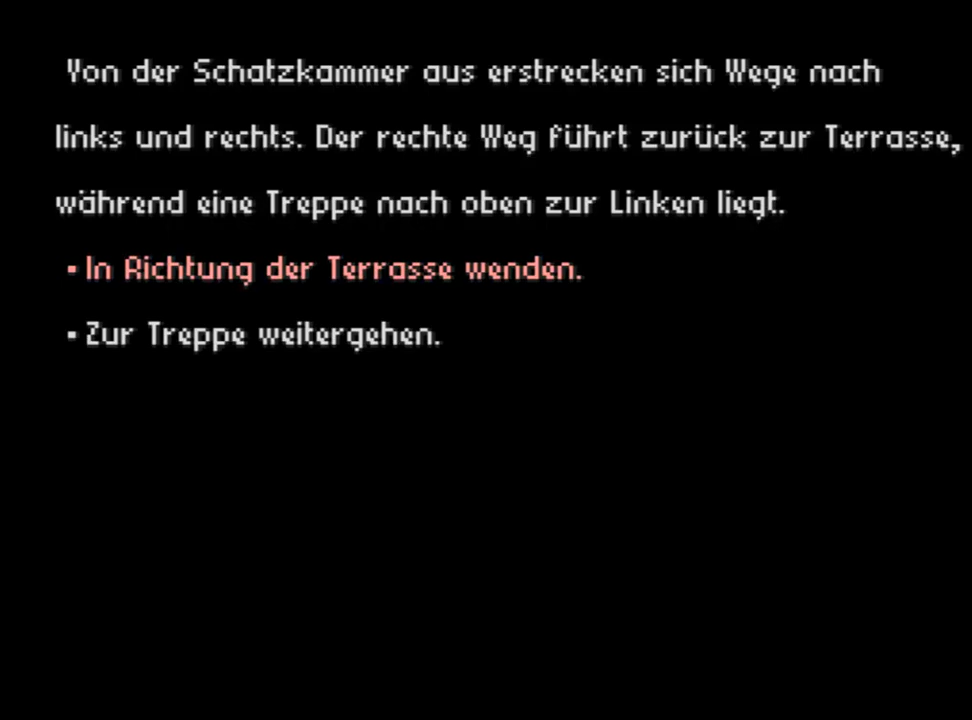 Von der Schatzkammer aus erstrecken sich Wege nach
links und rechts. Der rechte Weg führt zurück zur Terrasse,
während eine Treppe nach oben zur Linken liegt.
▪ In Richtung der Terrasse wenden.
▪ Zur Treppe weitergehen.